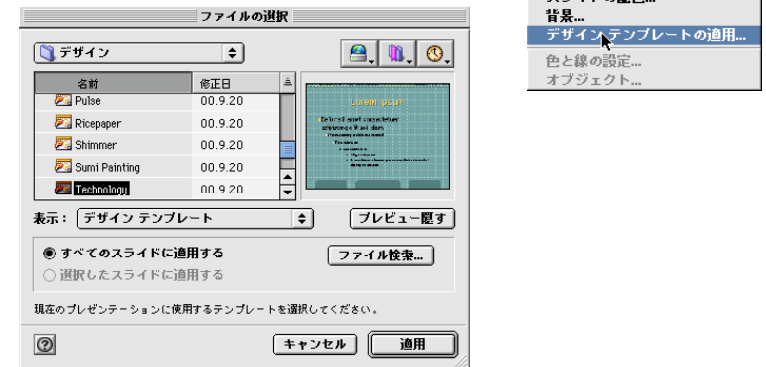 ファイルの選択
デザイン
名前 修正日
Pulse 00.9.20
Ricepaper 00.9.20
Shimmer 00.9.20
Sumi Painting 00.9.20
Technology 00.9.20
Lorem ipsum
表示： デザイン テンプレート
プレビュー隠す
すべてのスライドに適用する
ファイル検索...
選択したスライドに適用する
現在のプレゼンテーションに使用するテンプレートを選択してください。
キャンセル
適用
背景...
デザイン テンプレートの適用...
色と線の設定...
オブジェクト...